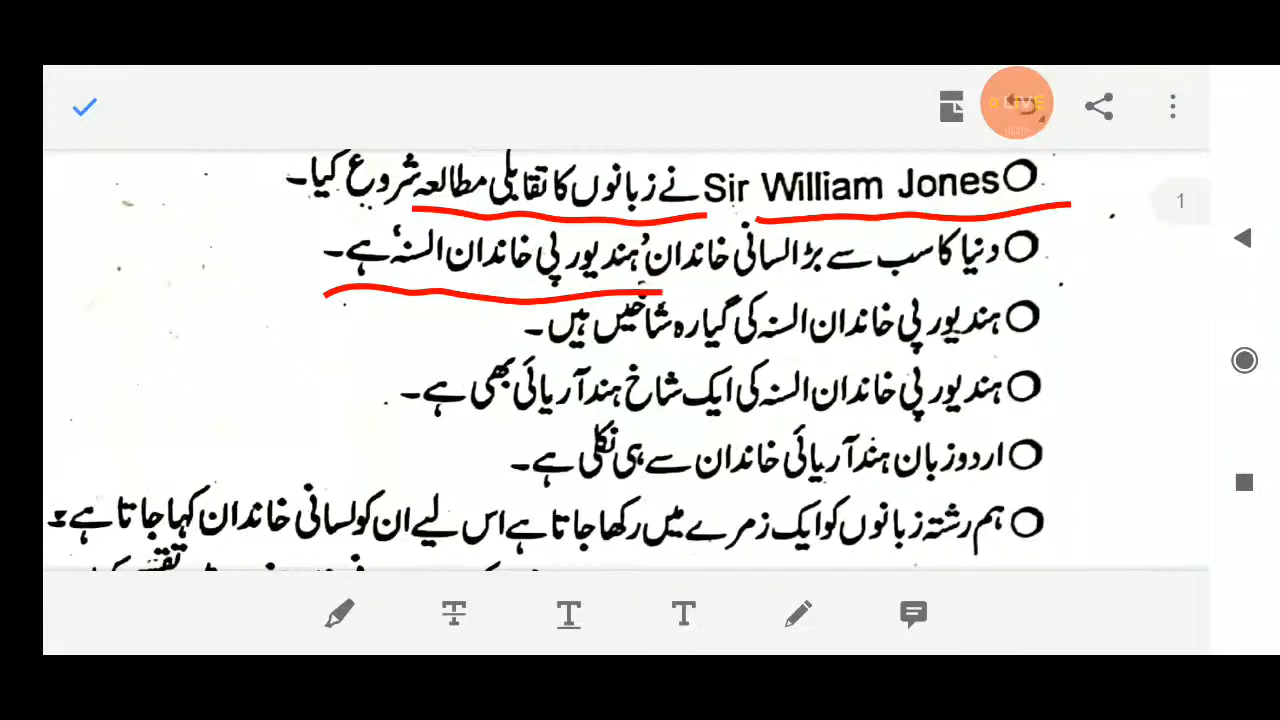 LIVE
Sir William Jones نے زبانوں کا تقابلی مطالعہ شروع کیا۔
1
دنیا کا سب سے بڑا لسانی خاندان ’ہند یورپی خاندان السنہ‘ ہے۔
ہند یورپی خاندان السنہ کی گیارہ شاخیں ہیں۔
ہند یورپی خاندان السنہ کی ایک شاخ ہند آریائی بھی ہے۔
اردو زبان ہند آریائی خاندان سے ہی نکلی ہے۔
ہم رشتہ زبانوں کو ایک زمرے میں رکھا جاتا ہے اس لیے ان کو لسانی خاندان کہا جاتا ہے۔